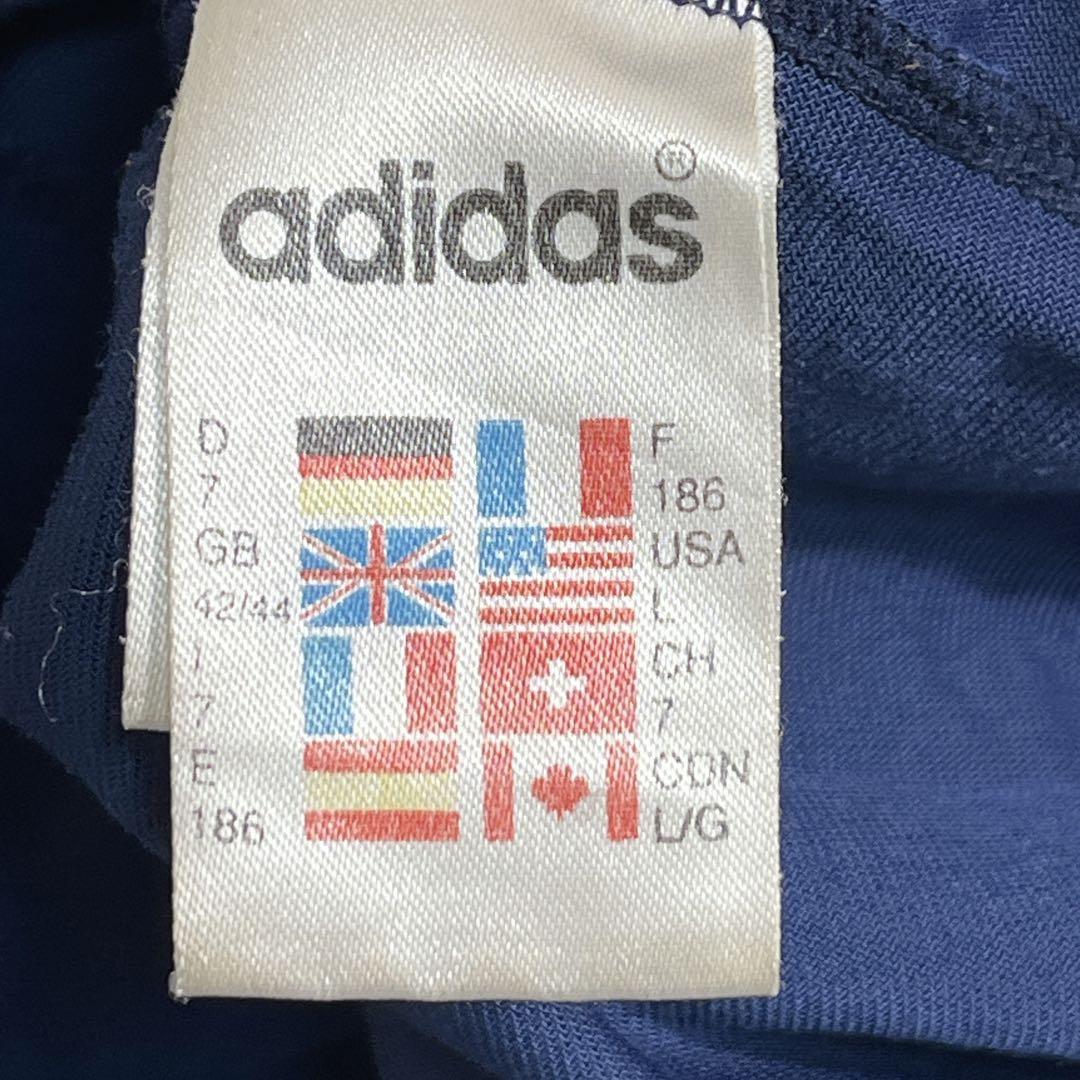 adidas®
D
7
GB
42/44
I
7
E
186
F
186
USA
L
CH
7
CDN
L/G